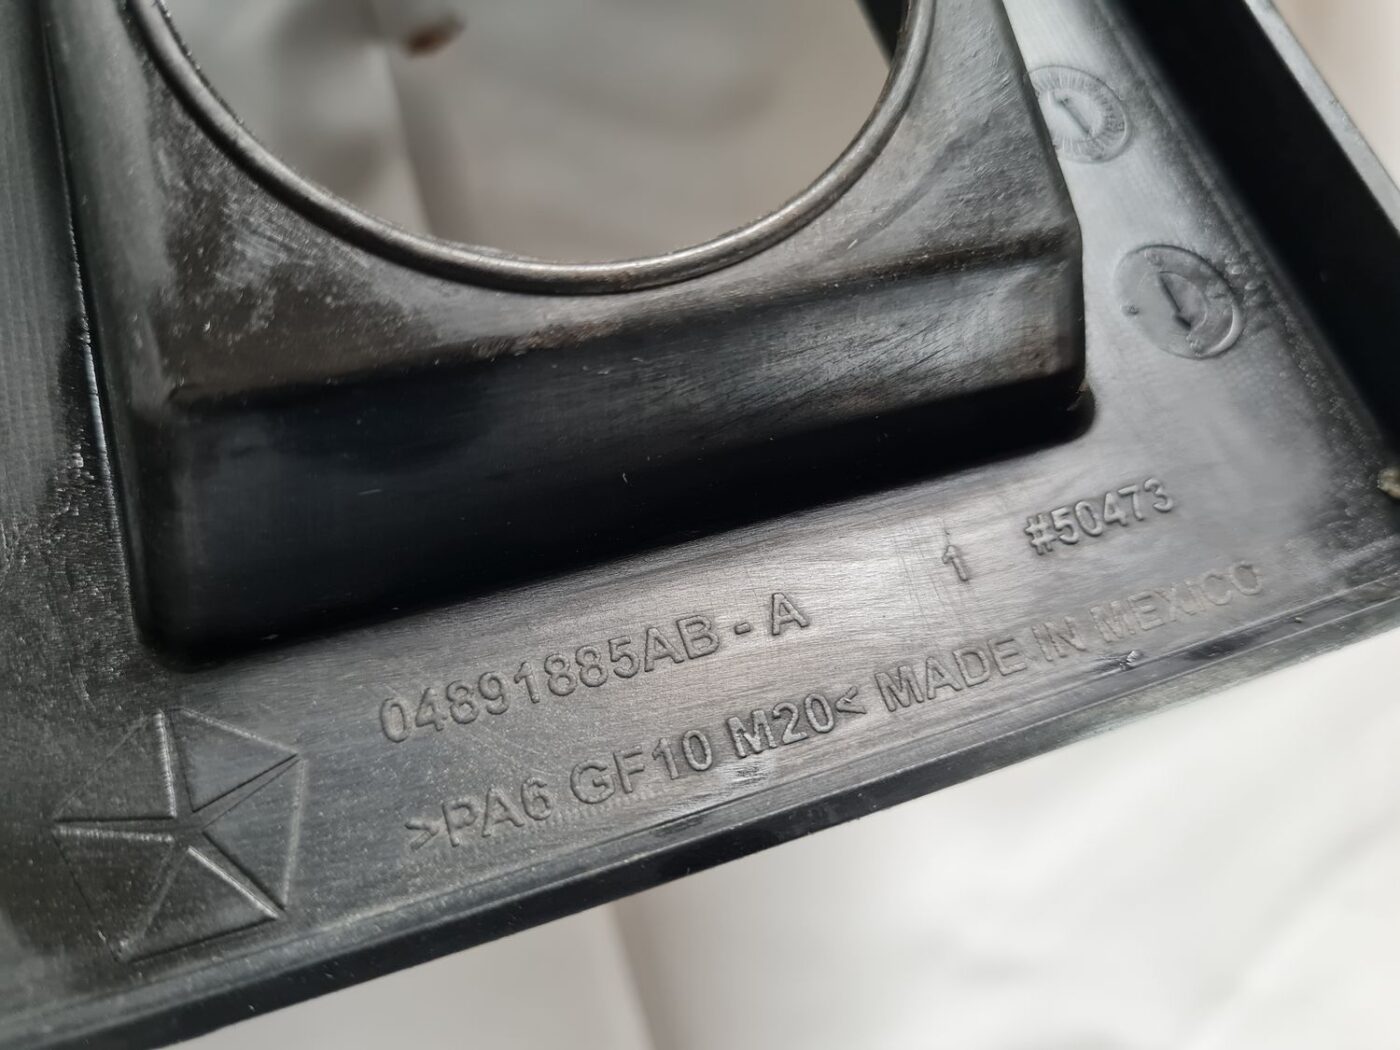 04891885AB - A 1 #50473
>PA6 GF10 M20< MADE IN MEXICO